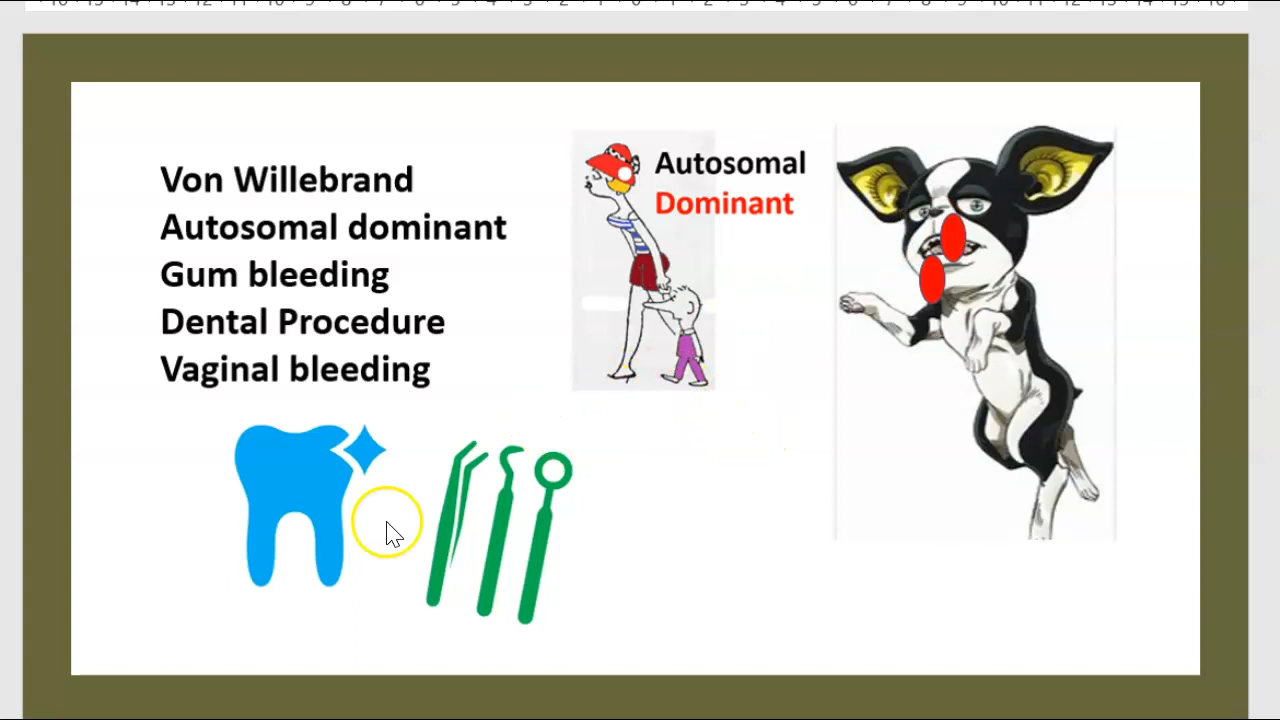 Von Willebrand
Autosomal dominant
Gum bleeding
Dental Procedure
Vaginal bleeding
Autosomal
Dominant